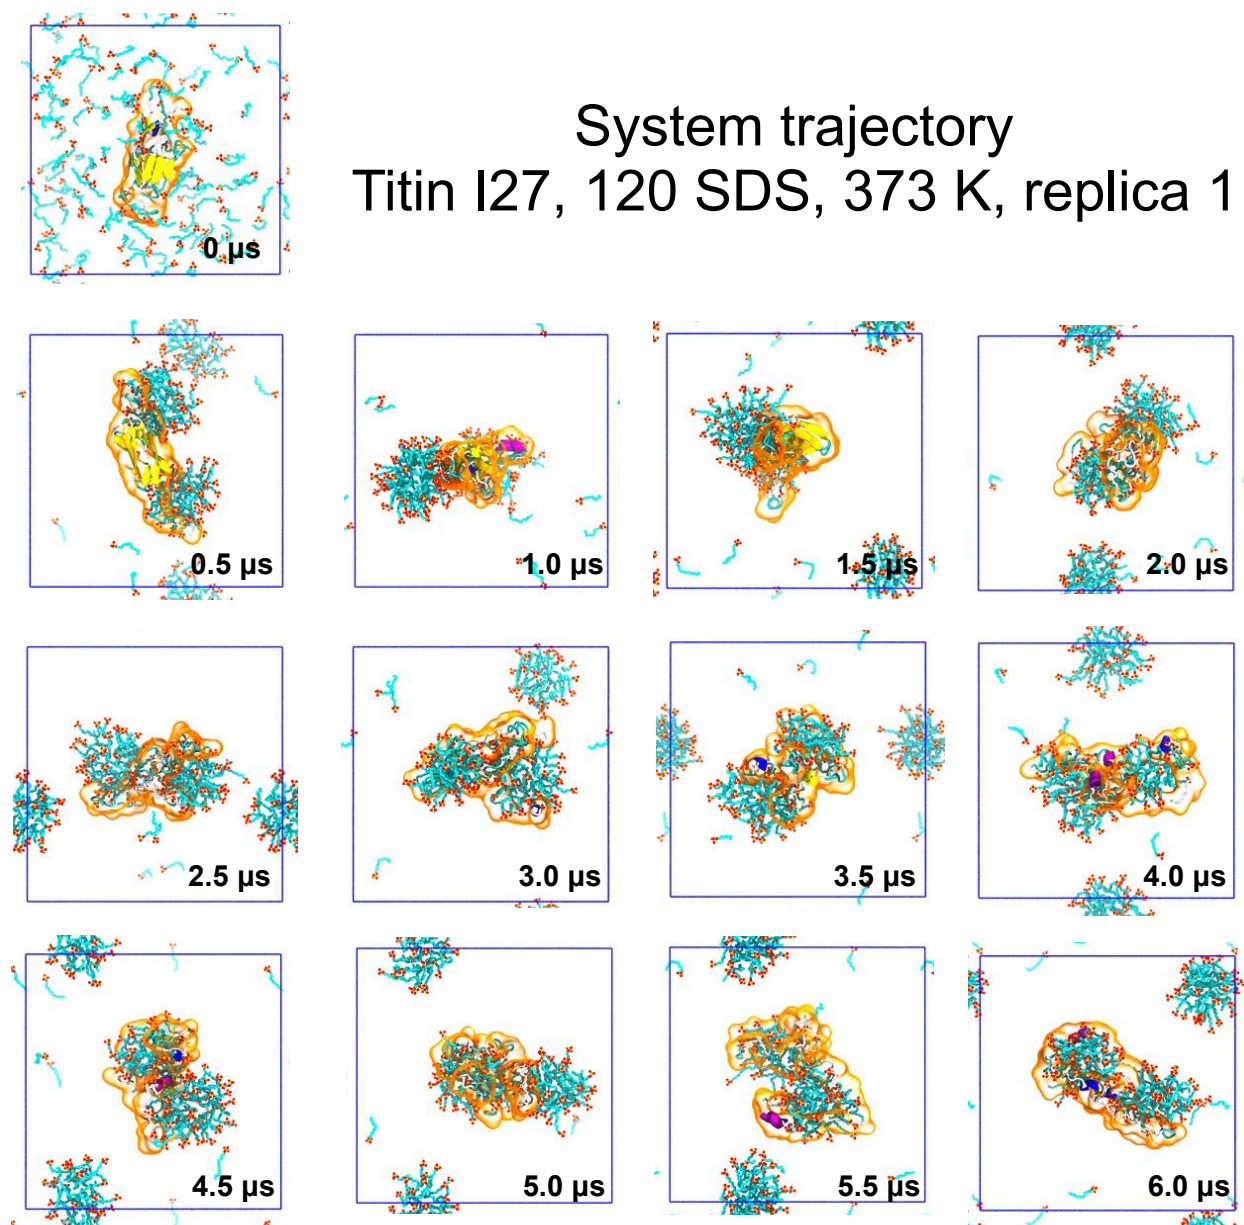 System trajectory
Titin I27, 120 SDS, 373 K, replica 1
0 µs
0.5 µs
1.0 µs
1.5 µs
2.0 µs
2.5 µs
3.0 µs
3.5 µs
4.0 µs
4.5 µs
5.0 µs
5.5 µs
6.0 µs